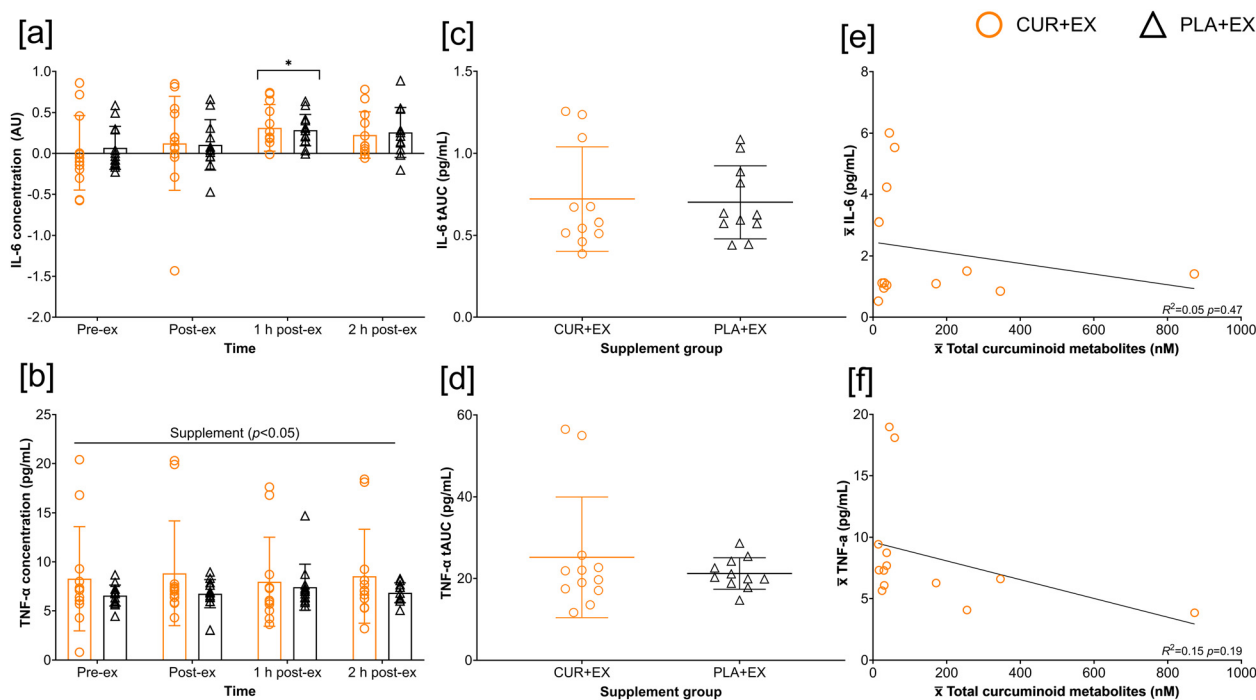 CUR+EX PLA+EX
[a]
IL-6 concentration (AU)
1.0
0.5
0.0
-0.5
-1.0
-1.5
-2.0
*
Pre-ex Post-ex 1 h post-ex 2 h post-ex
Time
[c]
IL-6 tAUC (pg/mL)
1.5
1.0
0.5
0.0
CUR+EX PLA+EX
Supplement group
[e]
x̅ IL-6 (pg/mL)
8
6
4
2
0
R²=0.05 p=0.47
0 200 400 600 800 1000
x̅ Total curcuminoid metabolites (nM)
[b]
TNF-α concentration (pg/mL)
25
20
15
10
5
0
Supplement (p<0.05)
Pre-ex Post-ex 1 h post-ex 2 h post-ex
Time
[d]
TNF-α tAUC (pg/mL)
60
40
20
0
CUR+EX PLA+EX
Supplement group
[f]
x̅ TNF-a (pg/mL)
20
15
10
5
0
R²=0.15 p=0.19
0 200 400 600 800 1000
x̅ Total curcuminoid metabolites (nM)